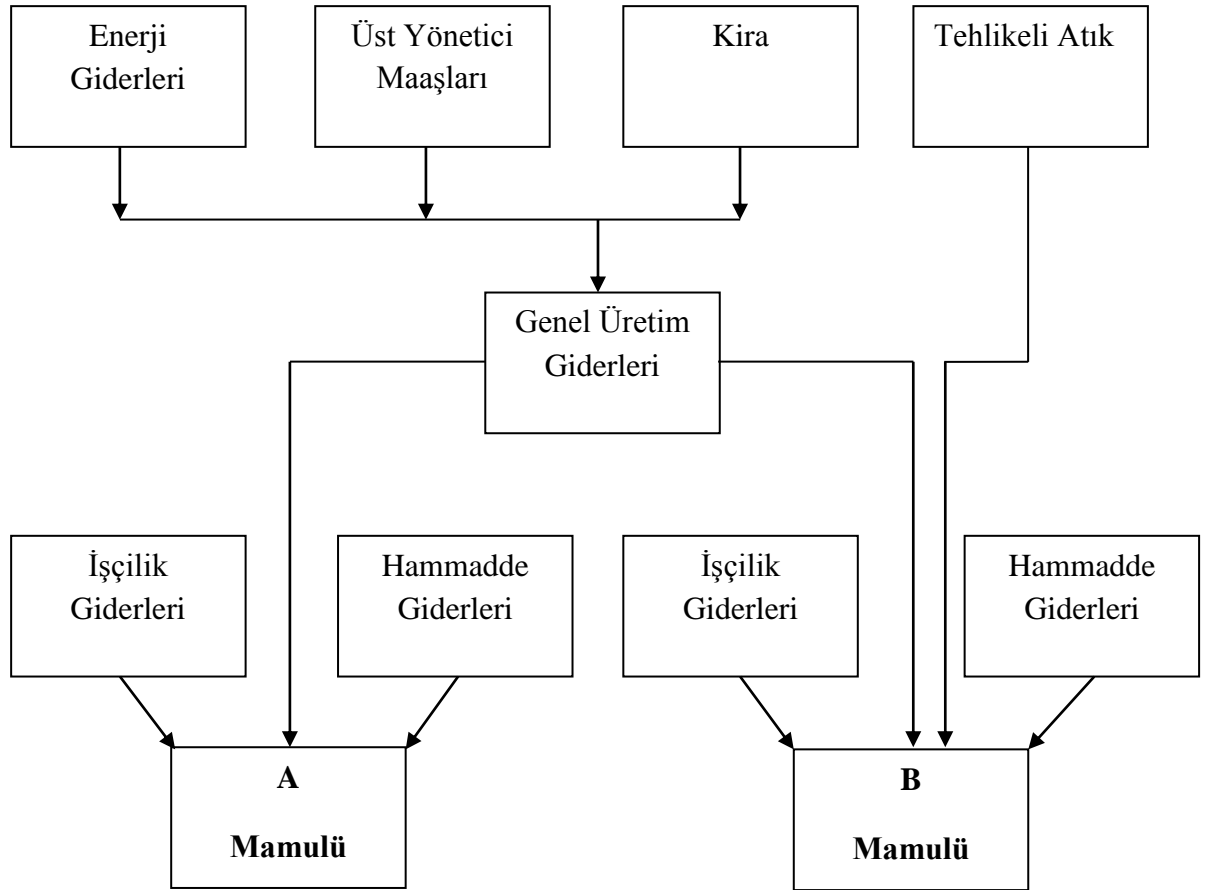 Enerji
Giderleri
Üst Yönetici
Maaşları
Kira
Tehlikeli Atık
Genel Üretim
Giderleri
İşçilik
Giderleri
Hammadde
Giderleri
İşçilik
Giderleri
Hammadde
Giderleri
A
Mamulü
B
Mamulü